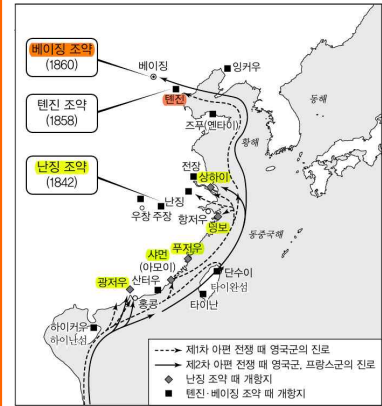 베이징 조약
(1860)
베이징
잉커우
톈진 조약
(1858)
톈진
즈푸(옌타이)
동해
황해
난징 조약
(1842)
전장
상하이
난징
우창 주장
항저우
닝보
동중국해
푸저우
샤먼
(아모이)
단수이
타이완섬
광저우
산터우
홍콩
타이난
하이커우
하이난섬
제1차 아편 전쟁 때 영국군의 진로
제2차 아편 전쟁 때 영국군, 프랑스군의 진로
난징 조약 때 개항지
톈진·베이징 조약 때 개항지